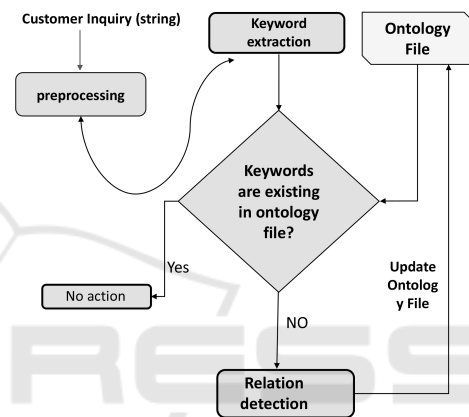 Customer Inquiry (string)
Keyword
extraction
Ontology
File
preprocessing
Keywords
are existing
in ontology
file?
Yes
No action
NO
Update
Ontolog
y File
Relation
detection